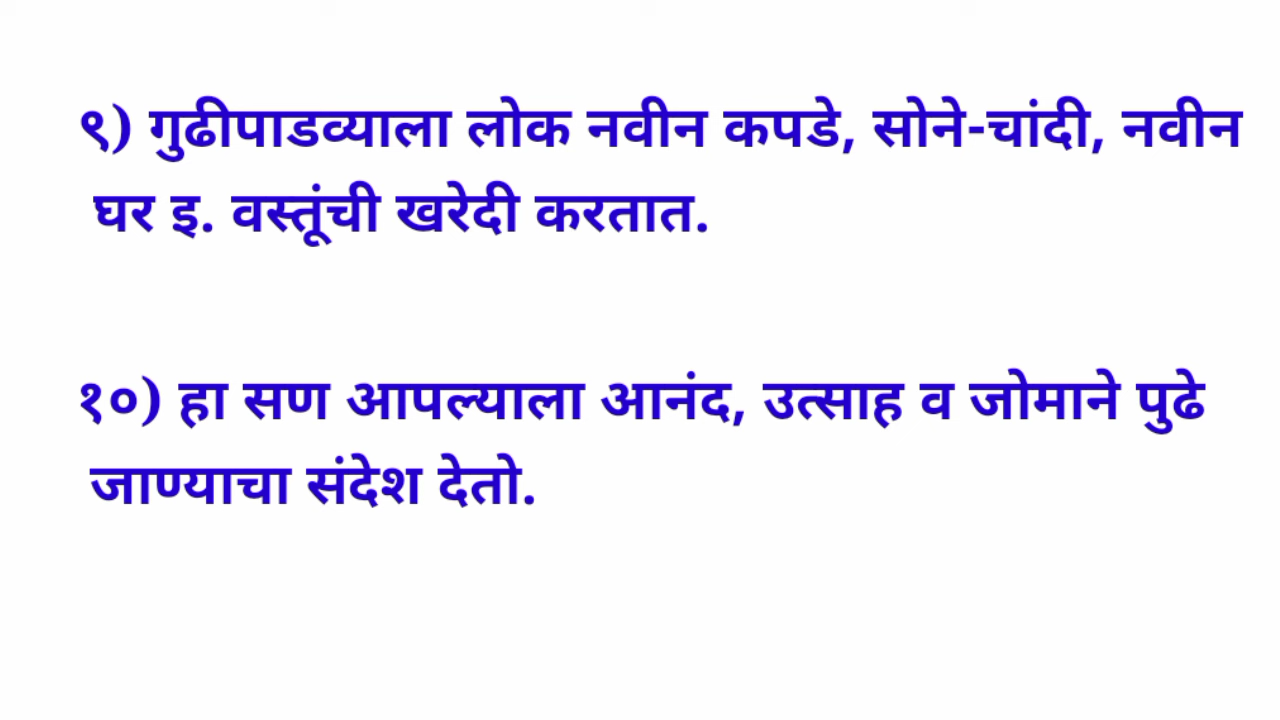 ९) गुढीपाडव्याला लोक नवीन कपडे, सोने-चांदी, नवीन
घर इ. वस्तूंची खरेदी करतात.
१०) हा सण आपल्याला आनंद, उत्साह व जोमाने पुढे
जाण्याचा संदेश देतो.